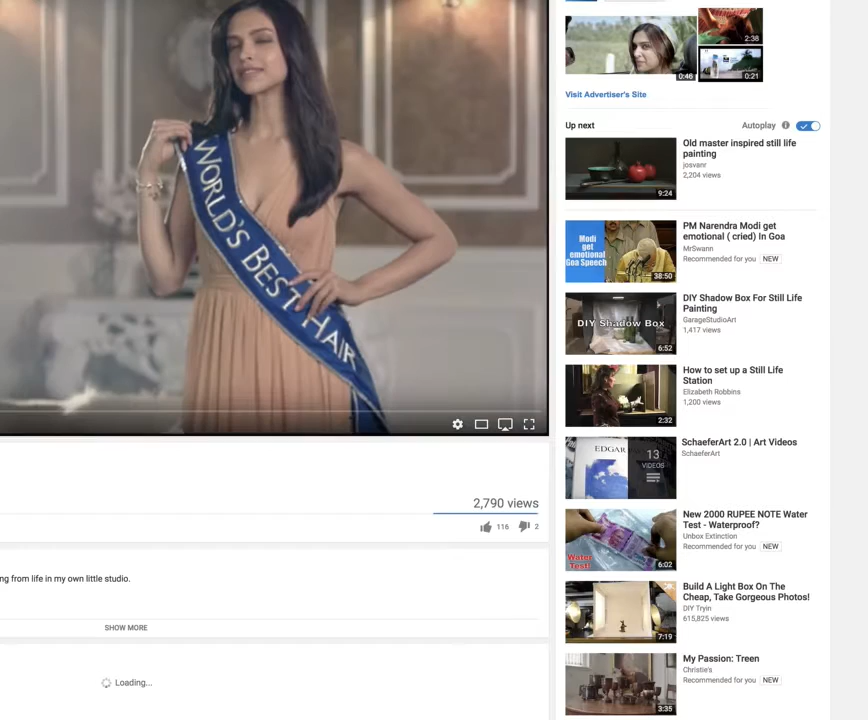 WORLD'S BEST HAIR
2,790 views
116
2
ng from life in my own little studio.
SHOW MORE
Loading...
2:38
0:46
0:21
Visit Advertiser's Site
Up next
Autoplay
Old master inspired still life
painting
josvanr
2,204 views
9:24
Modi
get
emotional
Goa Speech
38:50
PM Narendra Modi get
emotional ( cried) In Goa
MrSwann
Recommended for you NEW
DIY Shadow Box
6:52
DIY Shadow Box For Still Life
Painting
GarageStudioArt
1,417 views
2:32
How to set up a Still Life
Station
Elizabeth Robbins
1,200 views
EDGAR
13
VIDEOS
SchaeferArt 2.0 | Art Videos
SchaeferArt
Water
Test!
6:02
New 2000 RUPEE NOTE Water
Test - Waterproof?
Unbox Extinction
Recommended for you NEW
7:19
Build A Light Box On The
Cheap, Take Gorgeous Photos!
DIY Tryin
615,825 views
3:35
My Passion: Treen
Christie's
Recommended for you NEW